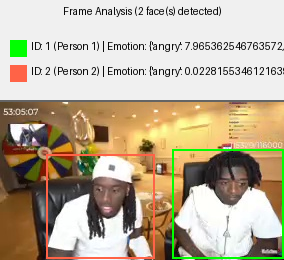 Frame Analysis (2 face(s) detected)
ID: 1 (Person 1) | Emotion: {'angry': 7.965362546763572,
ID: 2 (Person 2) | Emotion: {'angry': 0.0228155346121639
53:05:07